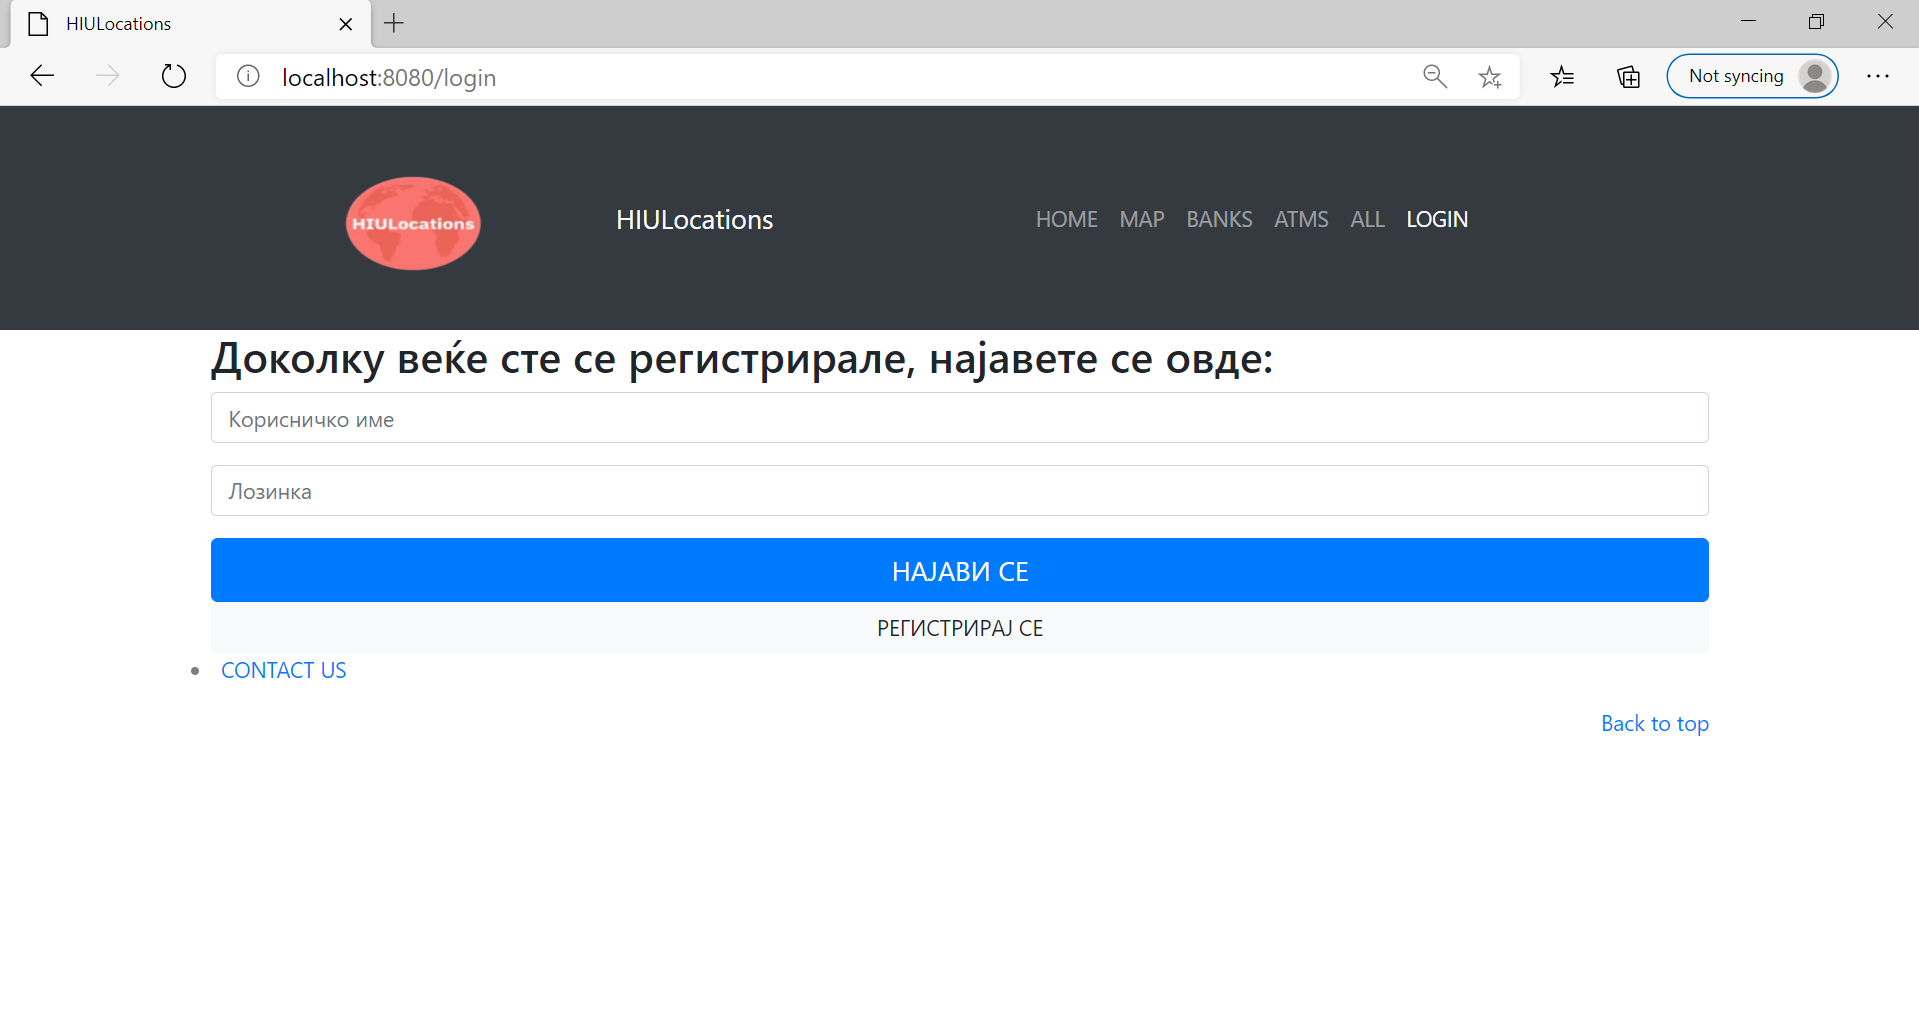 HIULocations
localhost:8080/login
Not syncing
HIULocations
HIULocations
HOME MAP BANKS ATMS ALL LOGIN
Доколку веќе сте се регистрирале, најавете се овде:
Корисничко име
Лозинка
НАЈАВИ СЕ
РЕГИСТРИРАЈ СЕ
CONTACT US
Back to top